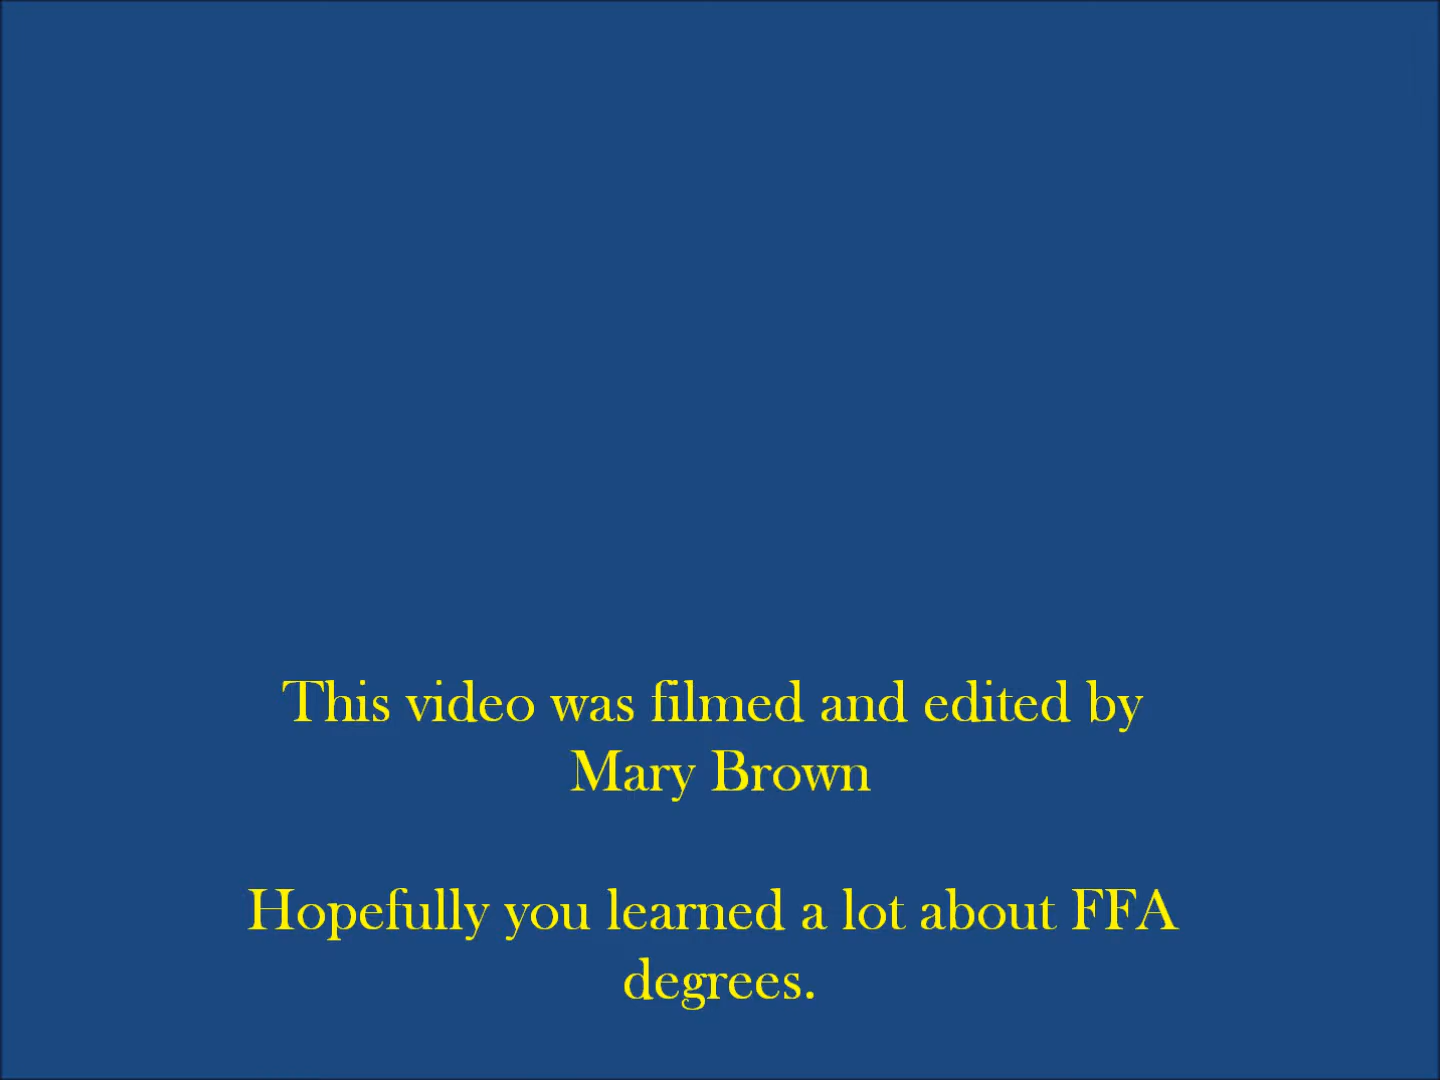 This video was filmed and edited by
Mary Brown
Hopefully you learned a lot about FFA
degrees.